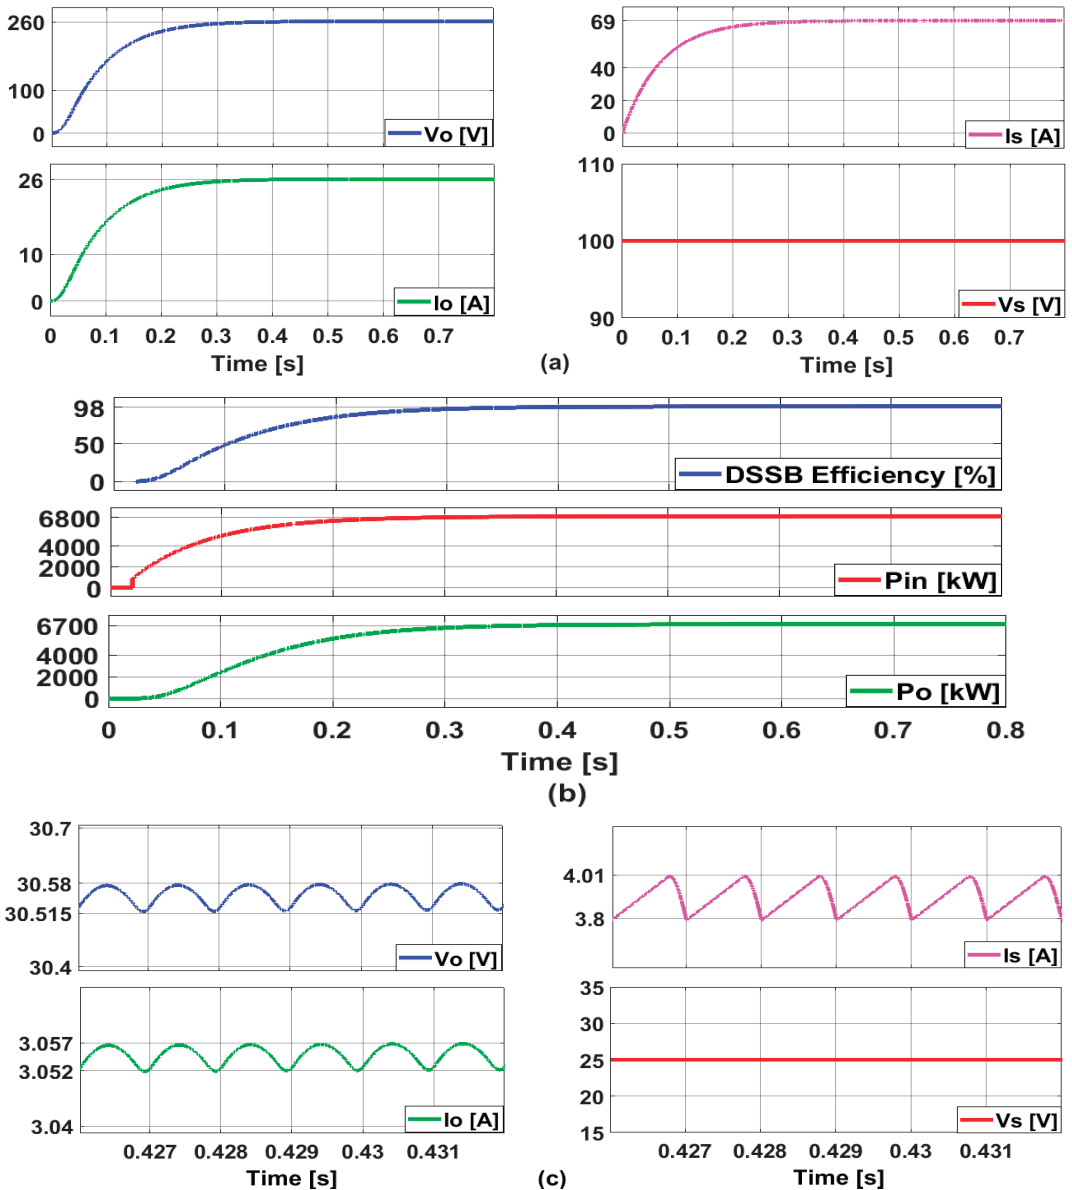 260
100
0
Vo [V]
69
40
20
0
Is [A]
26
10
0
Io [A]
0 0.1 0.2 0.3 0.4 0.5 0.6 0.7
Time [s]
110
100
90
Vs [V]
0 0.1 0.2 0.3 0.4 0.5 0.6 0.7
Time [s]
(a)
98
50
0
DSSB Efficiency [%]
6800
4000
2000
0
Pin [kW]
6700
4000
2000
0
Po [kW]
0 0.1 0.2 0.3 0.4 0.5 0.6 0.7 0.8
Time [s]
(b)
30.7
30.58
30.515
30.4
Vo [V]
4.01
3.8
Is [A]
3.057
3.052
3.04
Io [A]
0.427 0.428 0.429 0.43 0.431
Time [s]
35
30
25
20
15
Vs [V]
0.427 0.428 0.429 0.43 0.431
Time [s]
(c)